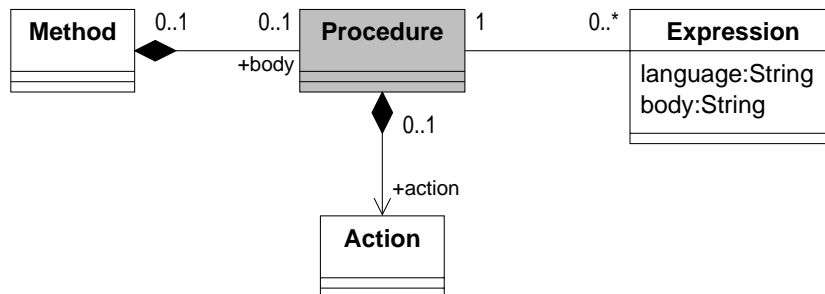 Method
0..1
0..1
+body
Procedure
1
0..*
Expression
language:String
body:String
0..1
+action
Action